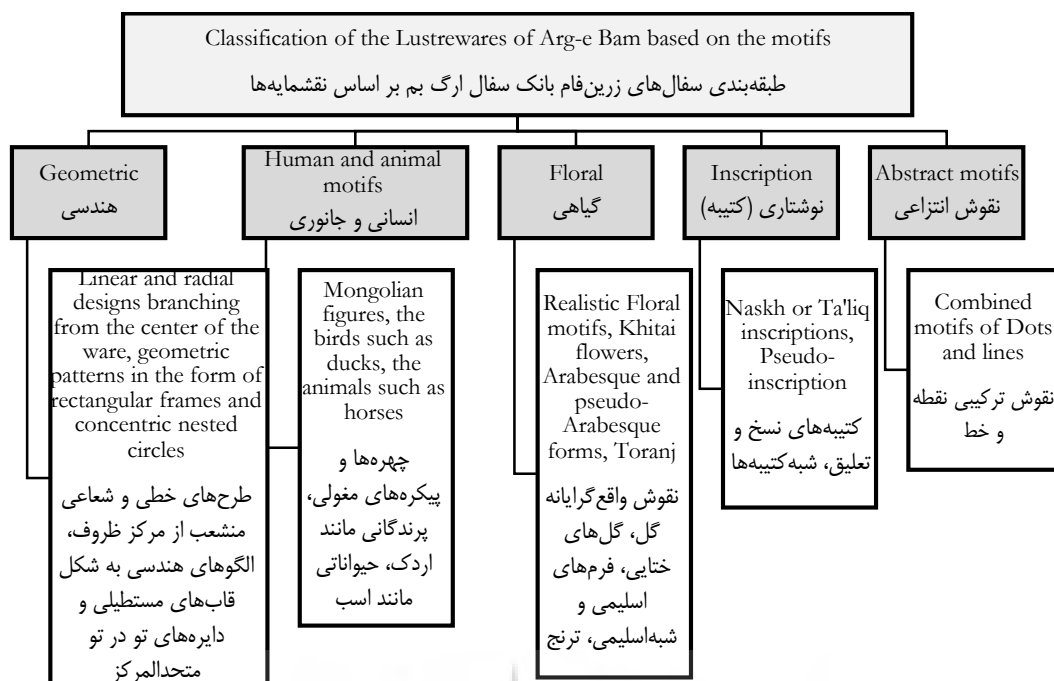 Classification of the Lustrewares of Arg-e Bam based on the motifs
طبقه‌بندی سفال‌های زرین‌فام بانک سفال ارگ بم بر اساس نقشمایه‌ها
Geometric
هندسی
Human and animal
motifs
انسانی و جانوری
Floral
گیاهی
Inscription
نوشتاری (کتیبه)
Abstract motifs
نقوش انتزاعی
Linear and radial
designs branching
from the center of the
ware, geometric
patterns in the form of
rectangular frames and
concentric nested
circles
طرح‌های خطی و شعاعی
منشعب از مرکز ظروف،
الگوهای هندسی به شکل
قاب‌های مستطیلی و
دایره‌های تو در تو
متحدالمرکز
Mongolian
figures, the
birds such as
ducks, the
animals such as
horses
چهره‌ها و
پیکره‌های مغولی،
پرندگانی مانند
اردک، حیواناتی
مانند اسب
Realistic Floral
motifs, Khitai
flowers,
Arabesque and
pseudo-
Arabesque
forms, Toranj
نقوش واقع‌گرایانه
گل، گل‌های
ختایی، فرم‌های
اسلیمی و
شبه‌اسلیمی، ترنج
Naskh or Ta'liq
inscriptions,
Pseudo-
inscription
کتیبه‌های نسخ و
تعلیق، شبه‌کتیبه‌ها
Combined
motifs of Dots
and lines
نقوش ترکیبی نقطه
و خط